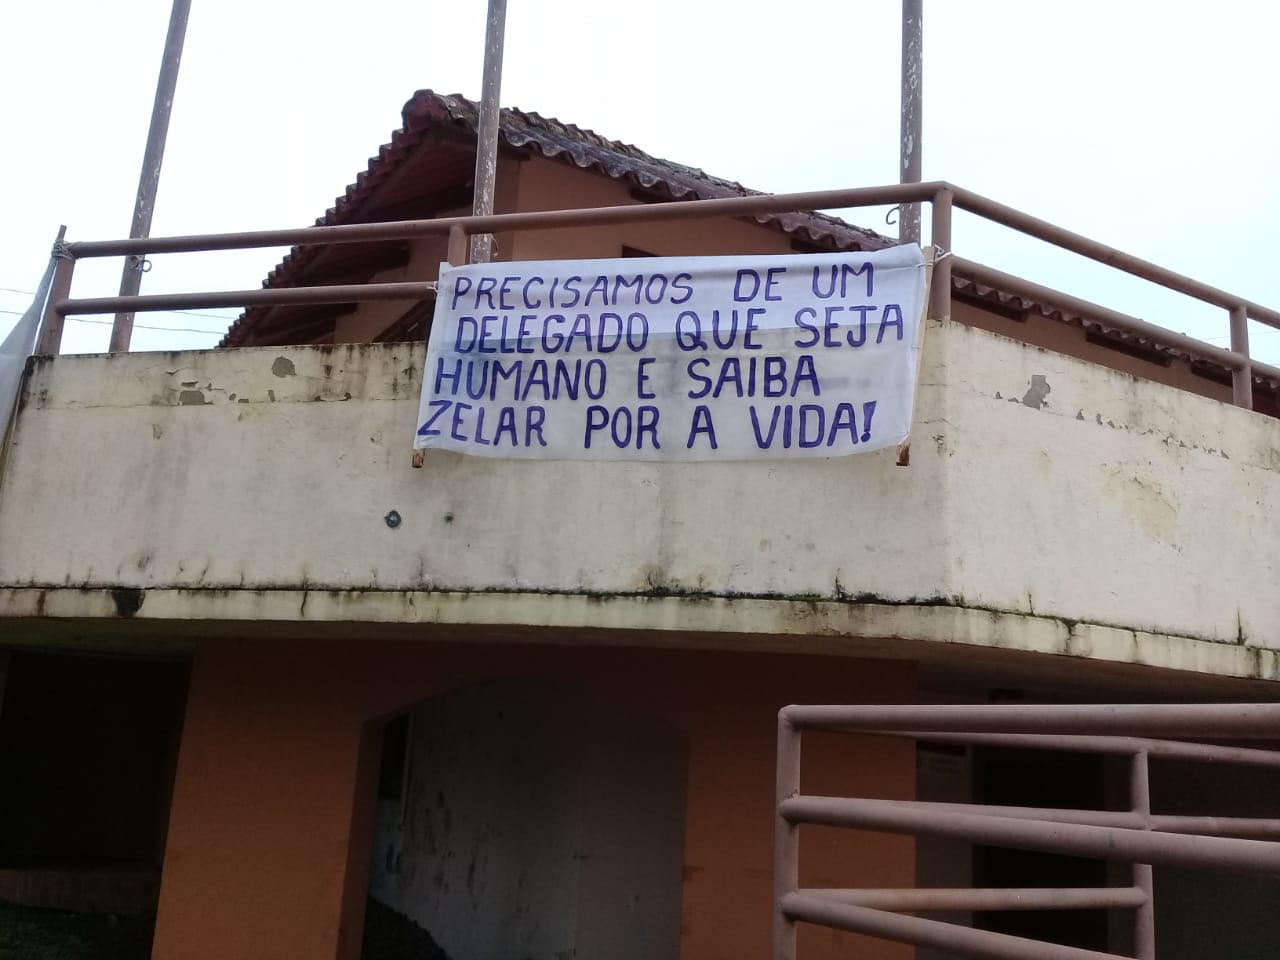 PRECISAMOS DE UM
DELEGADO QUE SEJA
HUMANO E SAIBA
ZELAR POR A VIDA!